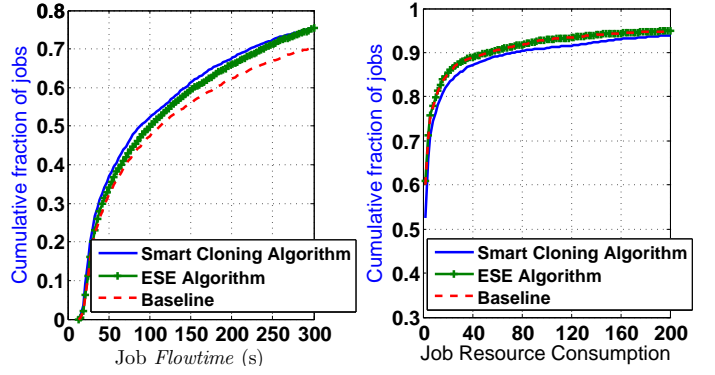 Cumulative fraction of jobs
0.8
0.7
0.6
0.5
0.4
0.3
0.2
0.1
0
Smart Cloning Algorithm
ESE Algorithm
Baseline
0 50 100 150 200 250 300
Job Flowtime (s)
Cumulative fraction of jobs
1
0.9
0.8
0.7
0.6
0.5
0.4
0.3
Smart Cloning Algorithm
ESE Algorithm
Baseline
0 40 80 120 160 200
Job Resource Consumption